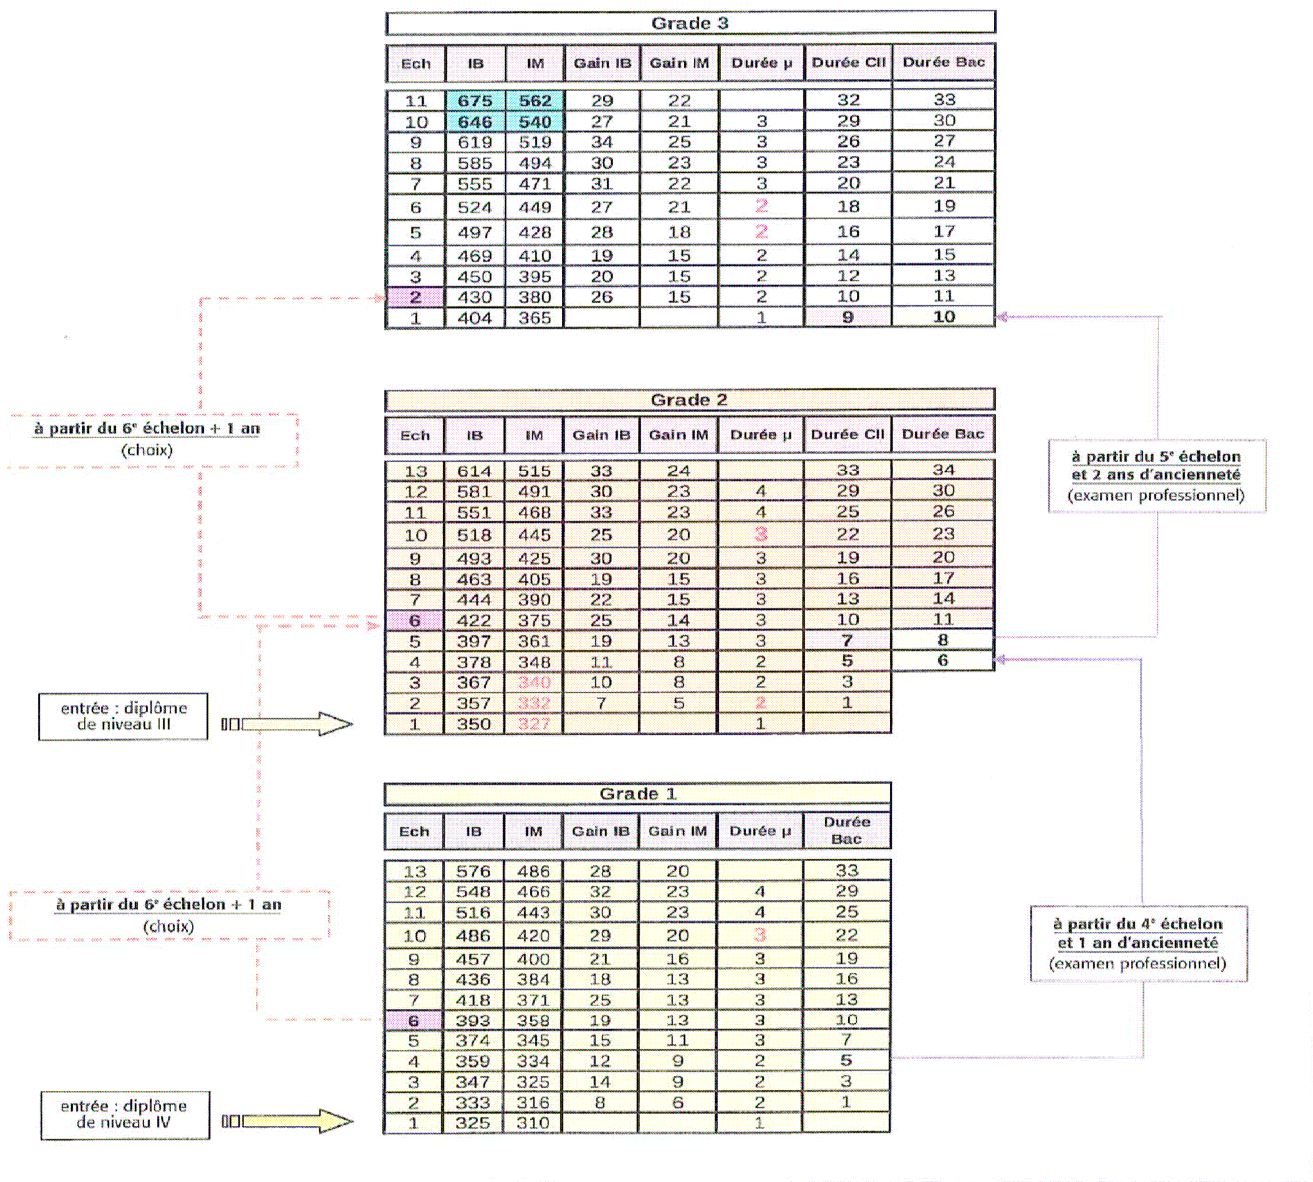 Grade 3
Ech IB IM Gain IB Gain IM Durée µ Durée CII Durée Bac
11 675 562 29 22 32 33
10 646 540 27 21 3 29 30
9 619 519 34 25 3 26 27
8 585 494 30 23 3 23 24
7 555 471 31 22 3 20 21
6 524 449 27 21 2 18 19
5 497 428 28 18 2 16 17
4 469 410 19 15 2 14 15
3 450 395 20 15 2 12 13
2 430 380 26 15 2 10 11
1 404 365 1 9 10
à partir du 6e échelon + 1 an
(choix)
Grade 2
Ech IB IM Gain IB Gain IM Durée µ Durée CII Durée Bac
13 614 515 33 24 33 34
12 581 491 30 23 4 29 30
11 551 468 33 23 4 25 26
10 518 445 25 20 3 22 23
9 493 425 30 20 3 19 20
8 463 405 19 15 3 16 17
7 444 390 22 15 3 13 14
6 422 375 25 14 3 10 11
5 397 361 19 13 3 7 8
4 378 348 11 8 2 5 6
3 367 340 10 8 2 3
2 357 332 7 5 2 1
1 350 327 1
à partir du 5e échelon
et 2 ans d'ancienneté
(examen professionnel)
entrée : diplôme
de niveau III
Grade 1
Ech IB IM Gain IB Gain IM Durée µ Durée
Bac
13 576 486 28 20 33
12 548 466 32 23 4 29
11 516 443 30 23 4 25
10 486 420 29 20 3 22
9 457 400 21 16 3 19
8 436 384 18 13 3 16
7 418 371 25 13 3 13
6 393 358 19 13 3 10
5 374 345 15 11 3 7
4 359 334 12 9 2 5
3 347 325 14 9 2 3
2 333 316 8 6 2 1
1 325 310 1
à partir du 6e échelon + 1 an
(choix)
à partir du 4e échelon
et 1 an d'ancienneté
(examen professionnel)
entrée : diplôme
de niveau IV